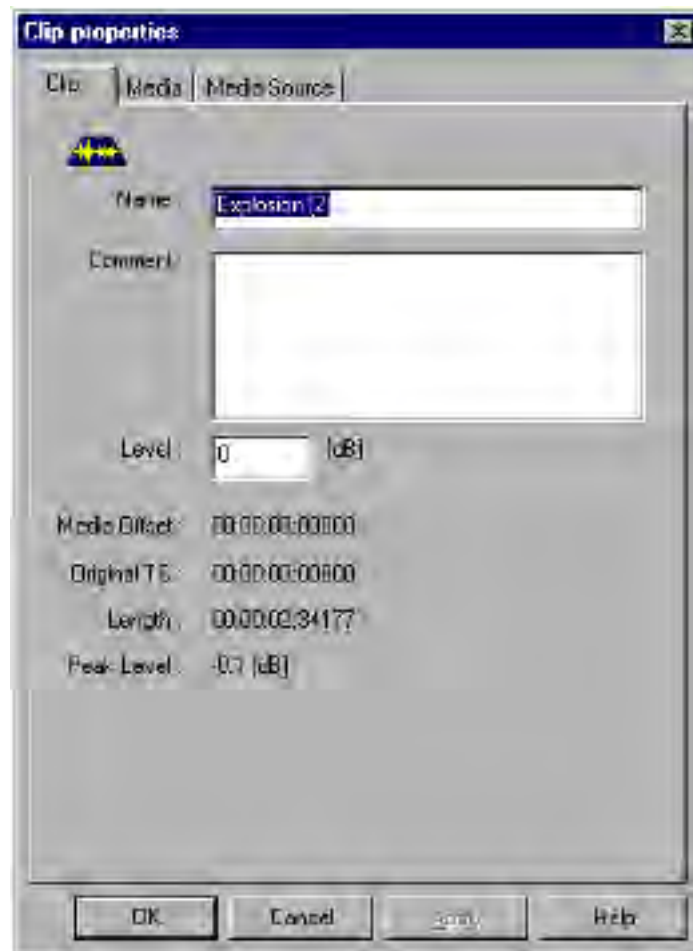 Clip properties
Clip Media Media Source
Name :
Explosion (2
Comment:
Level : 0 [dB]
Media Offset : 00:00:00:00000
Original T.S. : 00:00:00:00000
Length : 00:00:02:34177
Peak Level : -0.7 [dB]
OK Cancel Help